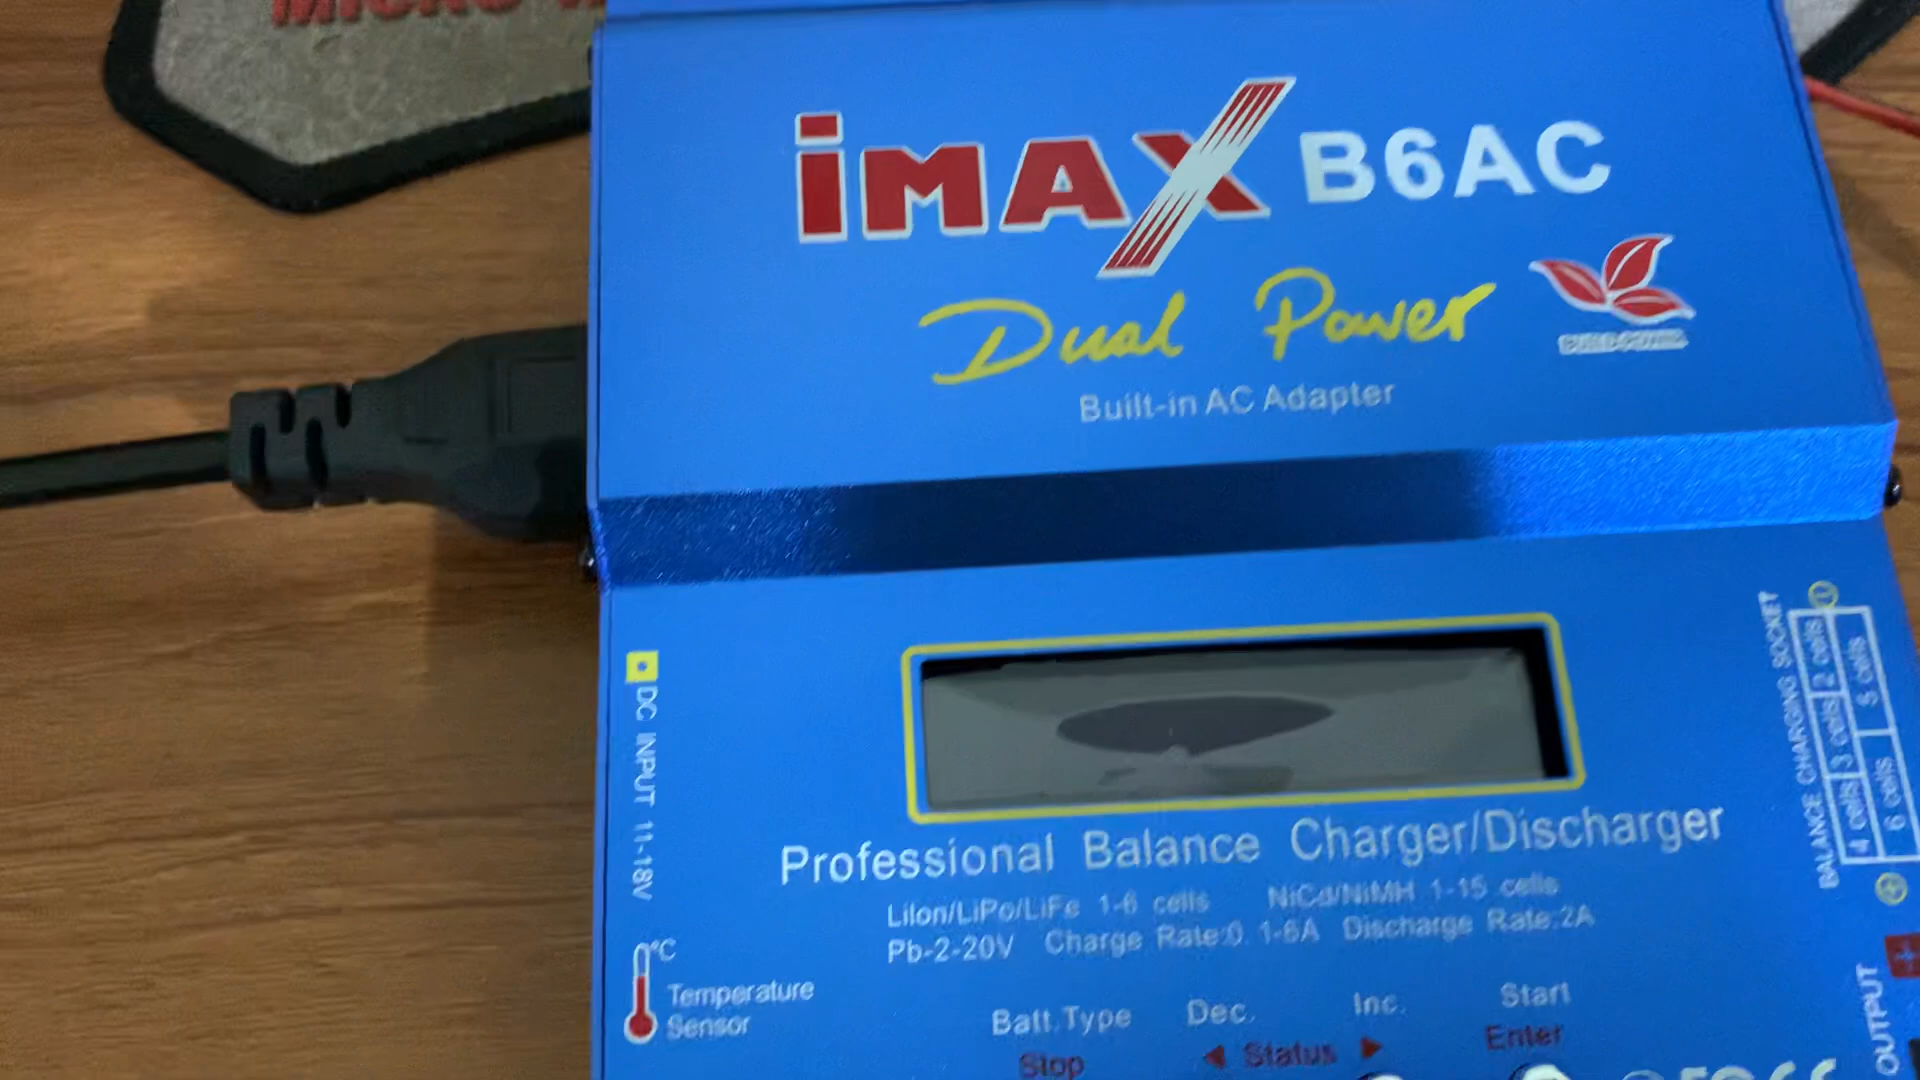 iMAX B6AC
Dual Power
BUILD POWER
Built-in AC Adapter
DC INPUT 11-18V
BALANCE CHARGING SOCKET
2 cells
3 cells
4 cells
5 cells
6 cells
Professional Balance Charger/Discharger
LiIon/LiPo/LiFe 1-6 cells NiCd/NiMH 1-15 cells
Pb-2-20V Charge Rate:0.1-6A Discharge Rate:2A
°C
Temperature
Sensor
Batt.Type Dec. Inc. Start
Stop ◀ Status ▶ Enter
OUTPUT